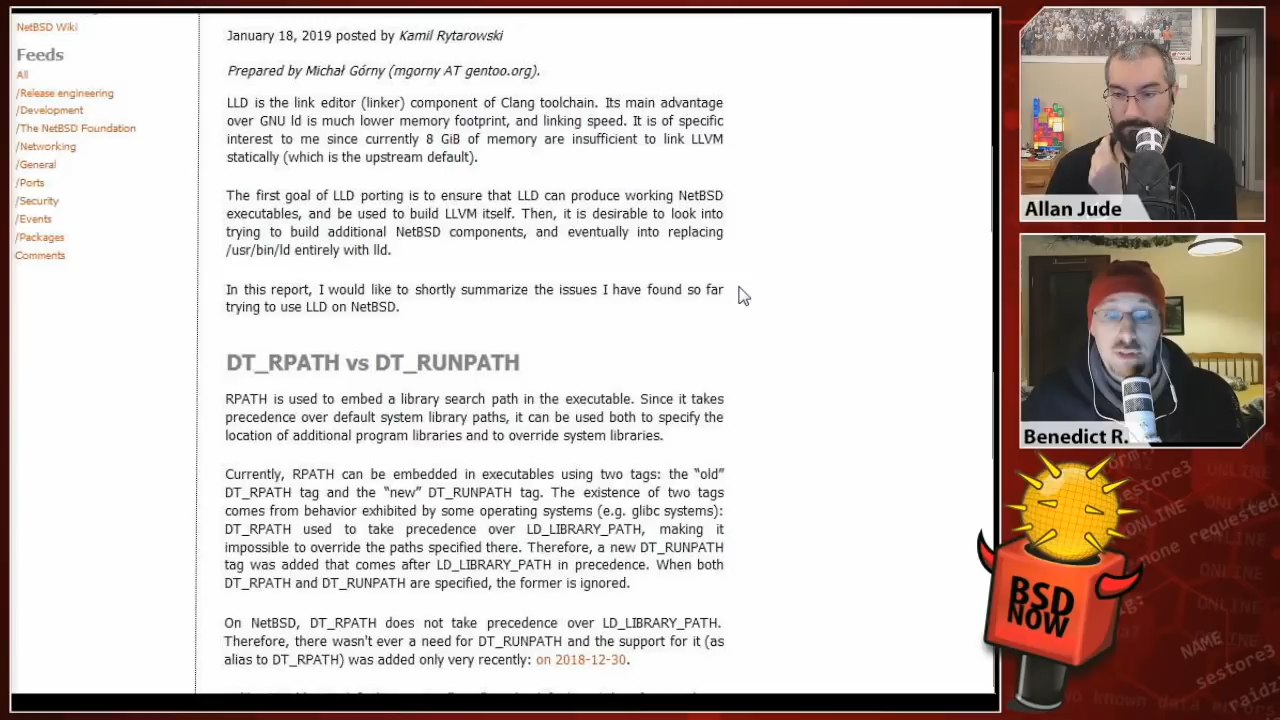 NetBSD Wiki
Feeds
All
/Release engineering
/Development
/The NetBSD Foundation
/Networking
/General
/Ports
/Security
/Events
/Packages
Comments
January 18, 2019 posted by Kamil Rytarowski
Prepared by Michał Górny (mgorny AT gentoo.org).
LLD is the link editor (linker) component of Clang toolchain. Its main advantage
over GNU ld is much lower memory footprint, and linking speed. It is of specific
interest to me since currently 8 GiB of memory are insufficient to link LLVM
statically (which is the upstream default).
The first goal of LLD porting is to ensure that LLD can produce working NetBSD
executables, and be used to build LLVM itself. Then, it is desirable to look into
trying to build additional NetBSD components, and eventually into replacing
/usr/bin/ld entirely with lld.
In this report, I would like to shortly summarize the issues I have found so far
trying to use LLD on NetBSD.
DT_RPATH vs DT_RUNPATH
RPATH is used to embed a library search path in the executable. Since it takes
precedence over default system library paths, it can be used both to specify the
location of additional program libraries and to override system libraries.
Currently, RPATH can be embedded in executables using two tags: the “old”
DT_RPATH tag and the “new” DT_RUNPATH tag. The existence of two tags
comes from behavior exhibited by some operating systems (e.g. glibc systems):
DT_RPATH used to take precedence over LD_LIBRARY_PATH, making it
impossible to override the paths specified there. Therefore, a new DT_RUNPATH
tag was added that comes after LD_LIBRARY_PATH in precedence. When both
DT_RPATH and DT_RUNPATH are specified, the former is ignored.
On NetBSD, DT_RPATH does not take precedence over LD_LIBRARY_PATH.
Therefore, there wasn't ever a need for DT_RUNPATH and the support for it (as
alias to DT_RPATH) was added only very recently: on 2018-12-30.
Allan Jude
Benedict R.
BSD
NOW
estore3
ONLINE
ONLINE
none requested
ONLINE
ONLINE
NAME
sestore3
No known data errors
raidz